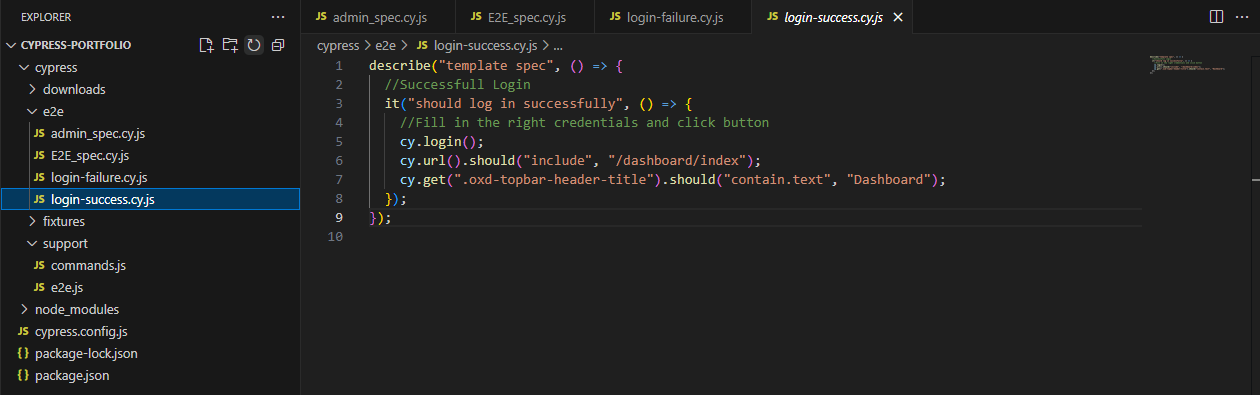 EXPLORER
CYPRESS-PORTFOLIO
cypress
downloads
e2e
JS admin_spec.cy.js
JS E2E_spec.cy.js
JS login-failure.cy.js
JS login-success.cy.js
fixtures
support
JS commands.js
JS e2e.js
node_modules
JS cypress.config.js
{} package-lock.json
{} package.json
JS admin_spec.cy.js JS E2E_spec.cy.js JS login-failure.cy.js JS login-success.cy.js
cypress > e2e > JS login-success.cy.js > ...
1 describe("template spec", () => {
2 //Successfull Login
3 it("should log in successfully", () => {
4 //Fill in the right credentials and click button
5 cy.login();
6 cy.url().should("include", "/dashboard/index");
7 cy.get(".oxd-topbar-header-title").should("contain.text", "Dashboard");
8 });
9 });
10